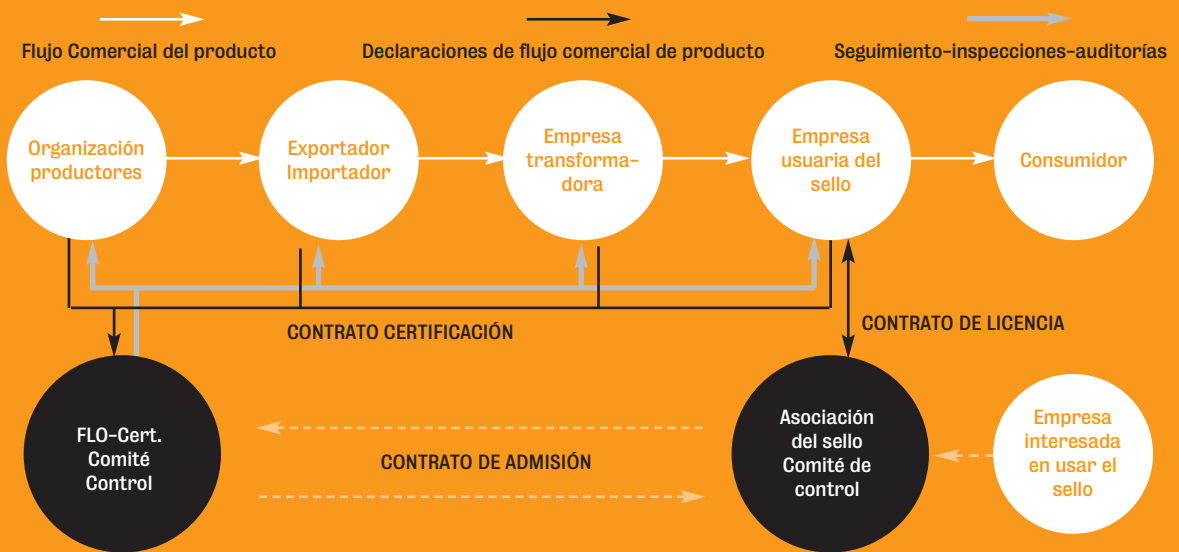 Flujo Comercial del producto
Declaraciones de flujo comercial de producto
Seguimiento-inspecciones-auditorías
Organización
productores
Exportador
Importador
Empresa
transforma-
dora
Empresa
usuaria del
sello
Consumidor
CONTRATO CERTIFICACIÓN
CONTRATO DE LICENCIA
FLO-Cert.
Comité
Control
CONTRATO DE ADMISIÓN
Asociación
del sello
Comité de
control
Empresa
interesada
en usar el
sello